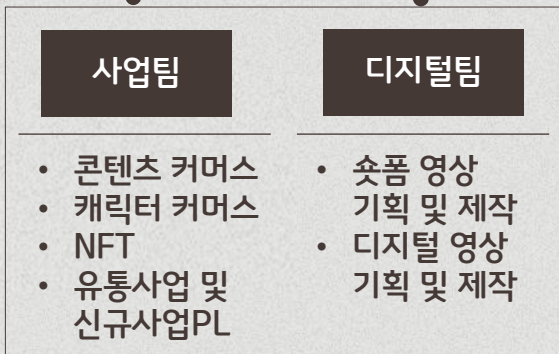 사업팀
• 콘텐츠 커머스
• 캐릭터 커머스
• NFT
• 유통사업 및
신규사업PL
디지털팀
• 숏폼 영상
기획 및 제작
• 디지털 영상
기획 및 제작